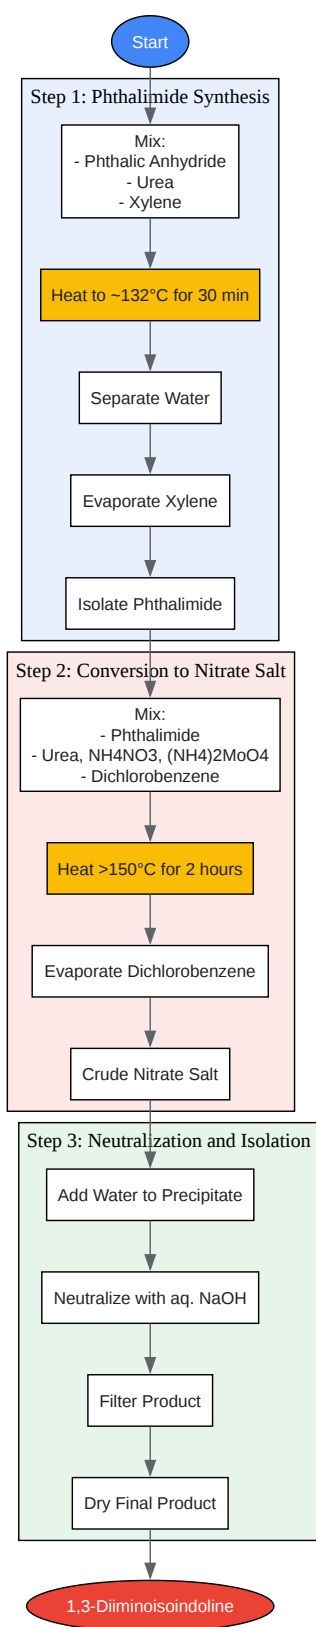 Start
Step 1: Phthalimide Synthesis
Mix:
- Phthalic Anhydride
- Urea
- Xylene
Heat to ~132°C for 30 min
Separate Water
Evaporate Xylene
Isolate Phthalimide
Step 2: Conversion to Nitrate Salt
Mix:
- Phthalimide
- Urea, NH4NO3, (NH4)2MoO4
- Dichlorobenzene
Heat >150°C for 2 hours
Evaporate Dichlorobenzene
Crude Nitrate Salt
Step 3: Neutralization and Isolation
Add Water to Precipitate
Neutralize with aq. NaOH
Filter Product
Dry Final Product
1,3-Diiminoisoindoline